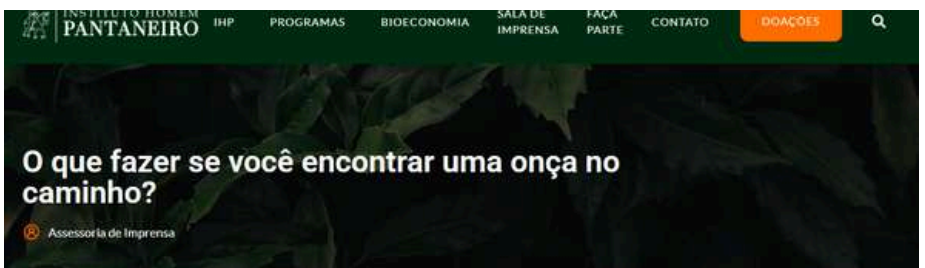 INSTITUTO HOMEM
PANTANEIRO
IHP
PROGRAMAS
BIOECONOMIA
SALA DE
IMPRENSA
FAÇA
PARTE
CONTATO
DOAÇÕES
O que fazer se você encontrar uma onça no
caminho?
Assessoria de Imprensa